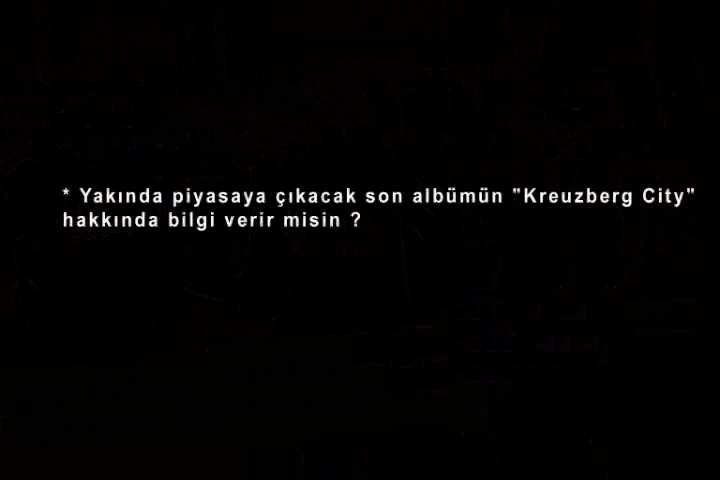 * Yakında piyasaya çıkacak son albümün "Kreuzberg City"
hakkında bilgi verir misin ?